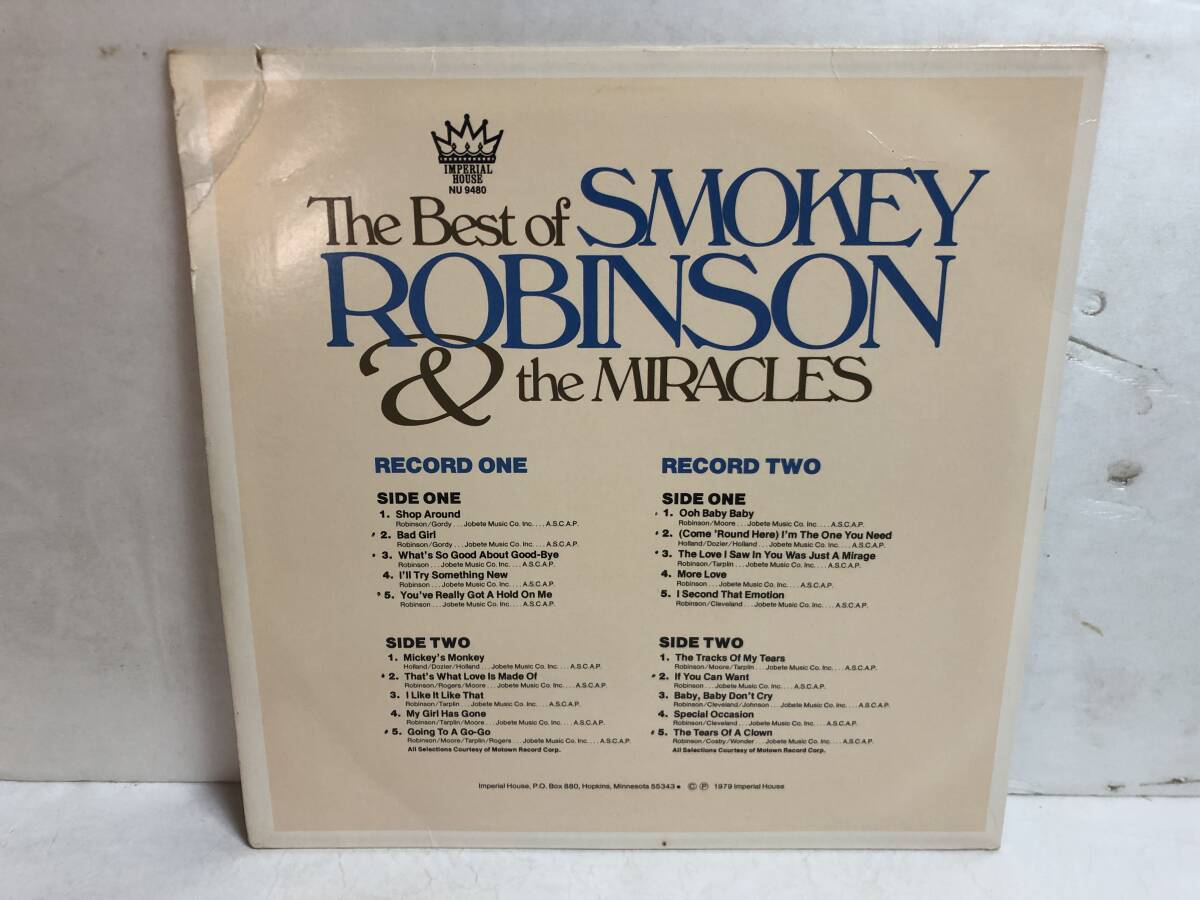 IMPERIAL
HOUSE
NU 9480
The Best of SMOKEY
ROBINSON
& the MIRACLES
RECORD ONE
SIDE ONE
1. Shop Around
Robinson/Gordy . . . Jobete Music Co. Inc. . . . A.S.C.A.P.
2. Bad Girl
Robinson/Gordy . . . Jobete Music Co. Inc. . . . A.S.C.A.P.
3. What's So Good About Good-Bye
Robinson . . . Jobete Music Co. Inc. . . . A.S.C.A.P.
4. I'll Try Something New
Robinson . . . Jobete Music Co. Inc. . . . A.S.C.A.P.
5. You've Really Got A Hold On Me
Robinson . . . Jobete Music Co. Inc. . . . A.S.C.A.P.
SIDE TWO
1. Mickey's Monkey
Holland/Dozier/Holland . . . Jobete Music Co. Inc. . . . A.S.C.A.P.
2. That's What Love Is Made Of
Robinson/Rogers/Moore . . . Jobete Music Co. Inc. . . . A.S.C.A.P.
3. I Like It Like That
Robinson/Tarplin . . . Jobete Music Co. Inc. . . . A.S.C.A.P.
4. My Girl Has Gone
Robinson/Tarplin/Moore . . . Jobete Music Co. Inc. . . . A.S.C.A.P.
5. Going To A Go-Go
Robinson/Moore/Tarplin/Rogers . . . Jobete Music Co. Inc. . . . A.S.C.A.P.
All Selections Courtesy of Motown Record Corp.
RECORD TWO
SIDE ONE
1. Ooh Baby Baby
Robinson/Moore . . . Jobete Music Co. Inc. . . . A.S.C.A.P.
2. (Come 'Round Here) I'm The One You Need
Holland/Dozier/Holland . . . Jobete Music Co. Inc. . . . A.S.C.A.P.
3. The Love I Saw In You Was Just A Mirage
Robinson/Tarplin . . . Jobete Music Co. Inc. . . . A.S.C.A.P.
4. More Love
Robinson . . . Jobete Music Co. Inc. . . . A.S.C.A.P.
5. I Second That Emotion
Robinson/Cleveland . . . Jobete Music Co. Inc. . . . A.S.C.A.P.
SIDE TWO
1. The Tracks Of My Tears
Robinson/Moore/Tarplin . . . Jobete Music Co. Inc. . . . A.S.C.A.P.
2. If You Can Want
Robinson . . . Jobete Music Co. Inc. . . . A.S.C.A.P.
3. Baby, Baby Don't Cry
Robinson/Cleveland/Johnson . . . Jobete Music Co. Inc. . . . A.S.C.A.P.
4. Special Occasion
Robinson/Cleveland . . . Jobete Music Co. Inc. . . . A.S.C.A.P.
5. The Tears Of A Clown
Robinson/Cosby/Wonder . . . Jobete Music Co. Inc. . . . A.S.C.A.P.
All Selections Courtesy of Motown Record Corp.
Imperial House, P.O. Box 880, Hopkins, Minnesota 55343 • © ℗ 1979 Imperial House